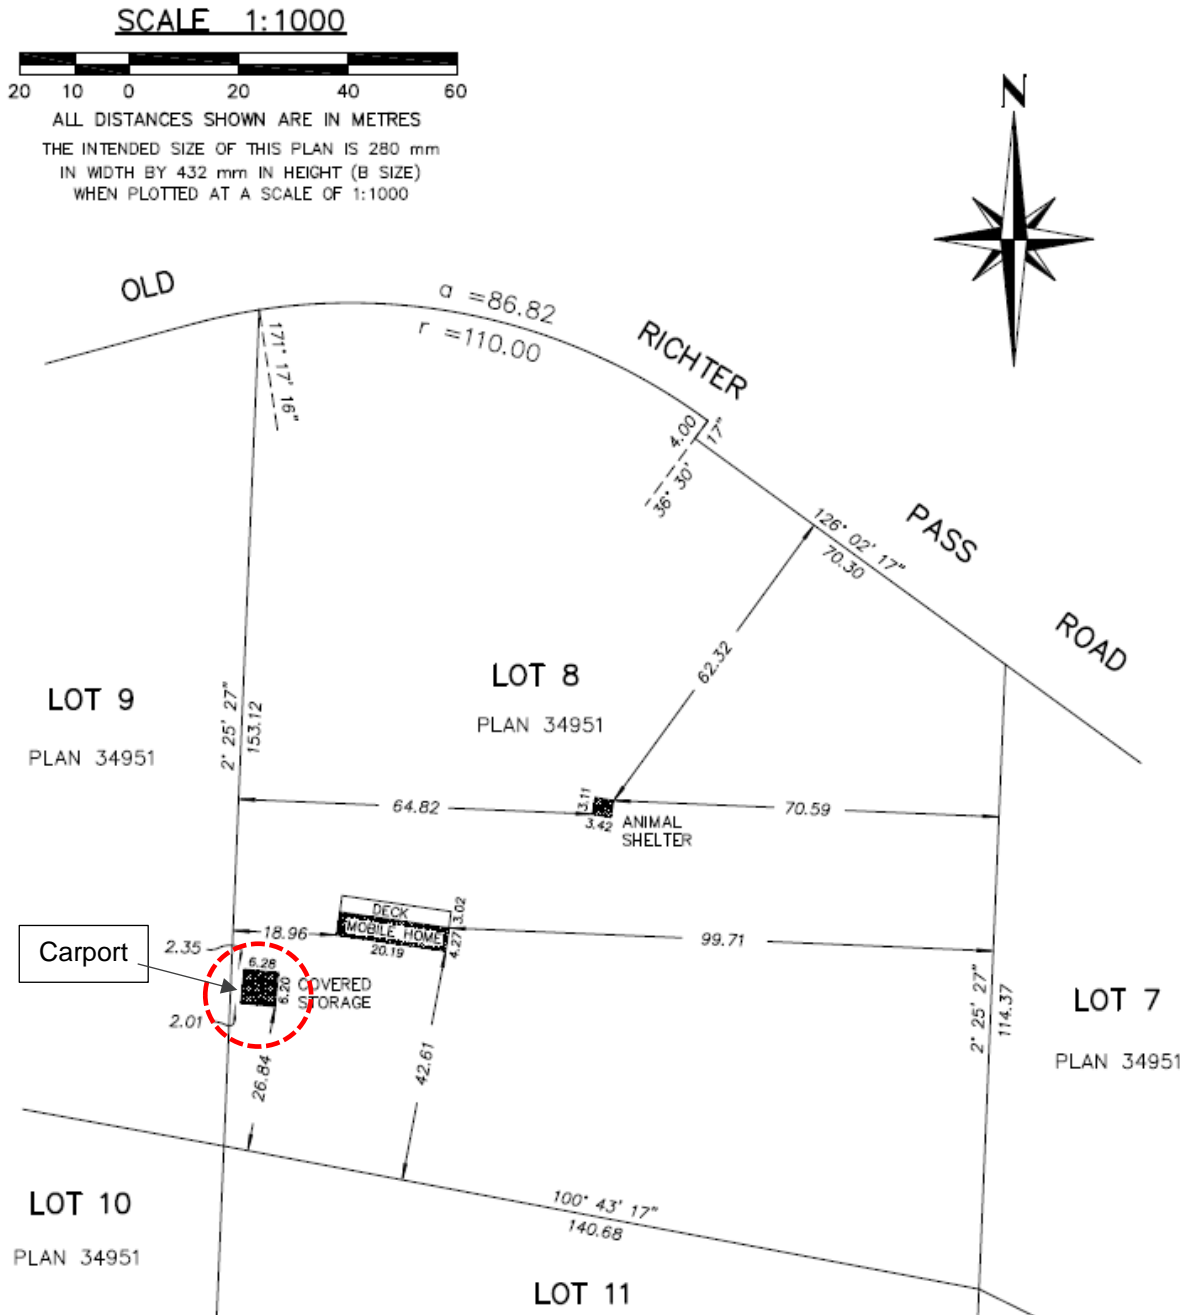 SCALE 1:1000
20 10 0 20 40 60
ALL DISTANCES SHOWN ARE IN METRES
THE INTENDED SIZE OF THIS PLAN IS 280 mm
IN WIDTH BY 432 mm IN HEIGHT (B SIZE)
WHEN PLOTTED AT A SCALE OF 1:1000
N
OLD
a =86.82
r =110.00
RICHTER
171° 17' 16"
4.00
17"
36° 30'
PASS
126° 02' 17"
70.30
ROAD
62.32
LOT 9
PLAN 34951
2° 25' 27"
153.12
LOT 8
PLAN 34951
64.82
3.11
3.42
ANIMAL
SHELTER
70.59
DECK
MOBILE HOME
3.02
4.27
20.19
18.96
99.71
Carport
2.35
6.28
6.20
COVERED
STORAGE
2.01
26.84
42.61
2° 25' 27"
114.37
LOT 7
PLAN 34951
LOT 10
PLAN 34951
100° 43' 17"
140.68
LOT 11